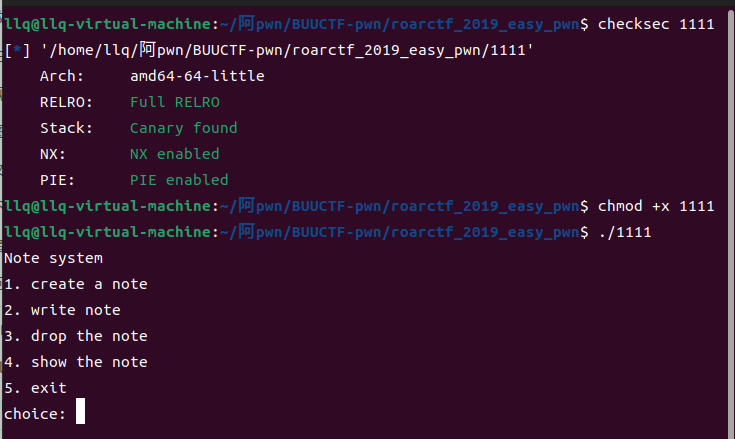 llq@llq-virtual-machine:~/阿pwn/BUUCTF-pwn/roarctf_2019_easy_pwn$ checksec 1111
[*] '/home/llq/阿pwn/BUUCTF-pwn/roarctf_2019_easy_pwn/1111'
    Arch:     amd64-64-little
    RELRO:    Full RELRO
    Stack:    Canary found
    NX:       NX enabled
    PIE:      PIE enabled
llq@llq-virtual-machine:~/阿pwn/BUUCTF-pwn/roarctf_2019_easy_pwn$ chmod +x 1111
llq@llq-virtual-machine:~/阿pwn/BUUCTF-pwn/roarctf_2019_easy_pwn$ ./1111
Note system
1. create a note
2. write note
3. drop the note
4. show the note
5. exit
choice: